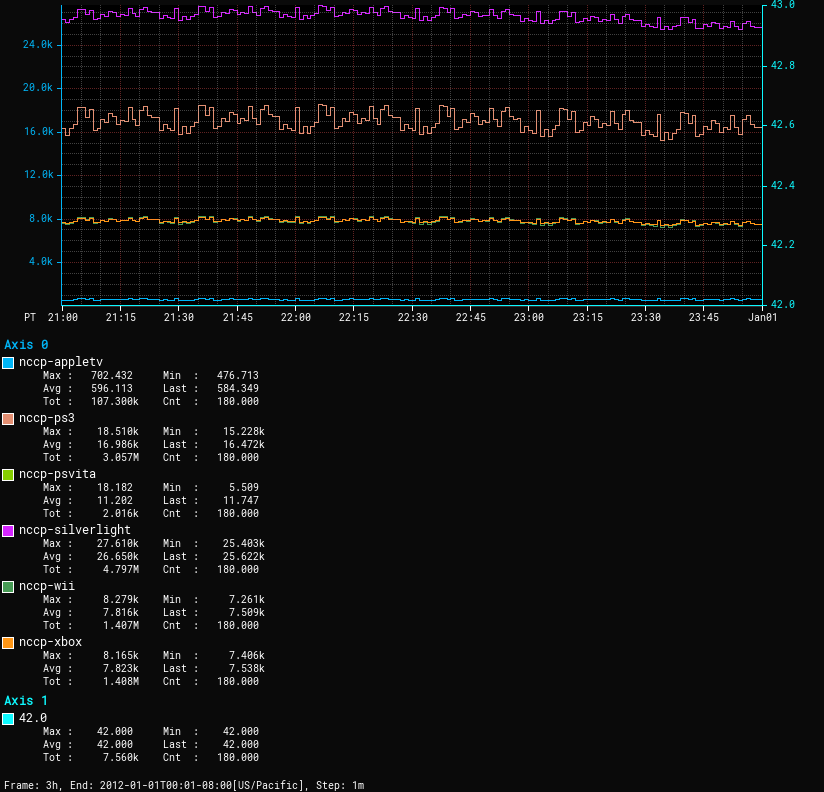 43.0
24.0k
42.8
20.0k
16.0k
42.6
12.0k
42.4
8.0k
42.2
4.0k
42.0
PT 21:00 21:15 21:30 21:45 22:00 22:15 22:30 22:45 23:00 23:15 23:30 23:45 Jan01
Axis 0
nccp-appletv
Max : 702.432 Min : 476.713
Avg : 596.113 Last : 584.349
Tot : 107.300k Cnt : 180.000
nccp-ps3
Max : 18.510k Min : 15.228k
Avg : 16.986k Last : 16.472k
Tot : 3.057M Cnt : 180.000
nccp-psvita
Max : 18.182 Min : 5.509
Avg : 11.202 Last : 11.747
Tot : 2.016k Cnt : 180.000
nccp-silverlight
Max : 27.610k Min : 25.403k
Avg : 26.650k Last : 25.622k
Tot : 4.797M Cnt : 180.000
nccp-wii
Max : 8.279k Min : 7.261k
Avg : 7.816k Last : 7.509k
Tot : 1.407M Cnt : 180.000
nccp-xbox
Max : 8.165k Min : 7.406k
Avg : 7.823k Last : 7.538k
Tot : 1.408M Cnt : 180.000
Axis 1
42.0
Max : 42.000 Min : 42.000
Avg : 42.000 Last : 42.000
Tot : 7.560k Cnt : 180.000
Frame: 3h, End: 2012-01-01T00:01-08:00[US/Pacific], Step: 1m